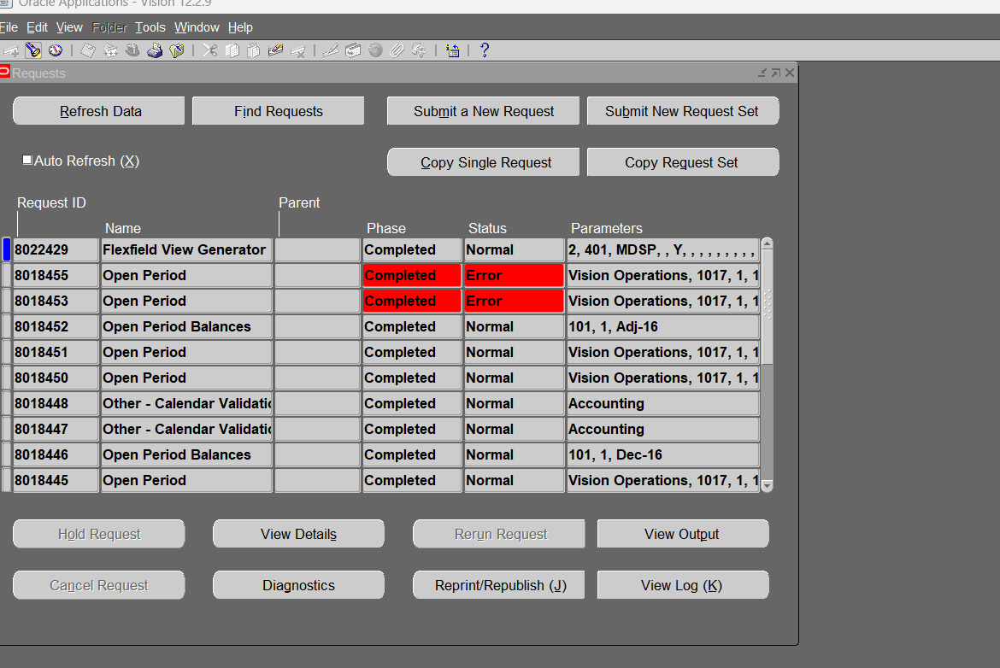 Oracle Applications - Vision 12.2.9
File Edit View Folder Tools Window Help
Requests
Refresh Data Find Requests Submit a New Request Submit New Request Set
Auto Refresh (X) Copy Single Request Copy Request Set
Request ID Parent
Name Phase Status Parameters
8022429 Flexfield View Generator Completed Normal 2, 401, MDSP, , Y, , , , , , , , ,
8018455 Open Period Completed Error Vision Operations, 1017, 1, 1
8018453 Open Period Completed Error Vision Operations, 1017, 1, 1
8018452 Open Period Balances Completed Normal 101, 1, Adj-16
8018451 Open Period Completed Normal Vision Operations, 1017, 1, 1
8018450 Open Period Completed Normal Vision Operations, 1017, 1, 1
8018448 Other - Calendar Validatio Completed Normal Accounting
8018447 Other - Calendar Validatio Completed Normal Accounting
8018446 Open Period Balances Completed Normal 101, 1, Dec-16
8018445 Open Period Completed Normal Vision Operations, 1017, 1, 1
Hold Request View Details Rerun Request View Output
Cancel Request Diagnostics Reprint/Republish (J) View Log (K)